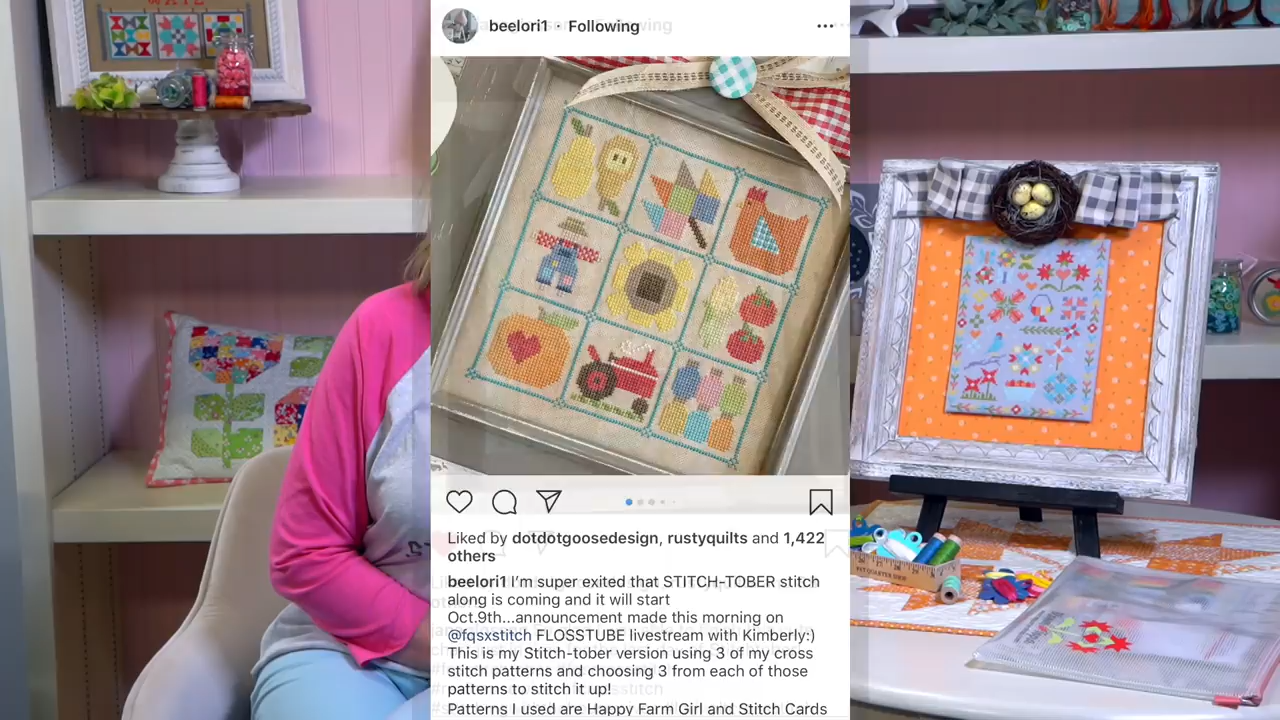 beelori1 Following
Liked by dotdotgoosedesign, rustyquilts and 1,422
others
beelori1 I'm super exited that STITCH-TOBER stitch
along is coming and it will start
Oct.9th...announcement made this morning on
@fqsxstitch FLOSSTUBE livestream with Kimberly:)
This is my Stitch-tober version using 3 of my cross
stitch patterns and choosing 3 from each of those
patterns to stitch it up!
Patterns I used are Happy Farm Girl and Stitch Cards